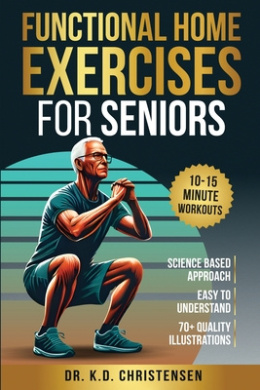 FUNCTIONAL HOME
EXERCISES
FOR SENIORS
10-15
MINUTE
WORKOUTS
SCIENCE BASED
APPROACH
EASY TO
UNDERSTAND
70+ QUALITY
ILLUSTRATIONS
DR. K.D. CHRISTENSEN